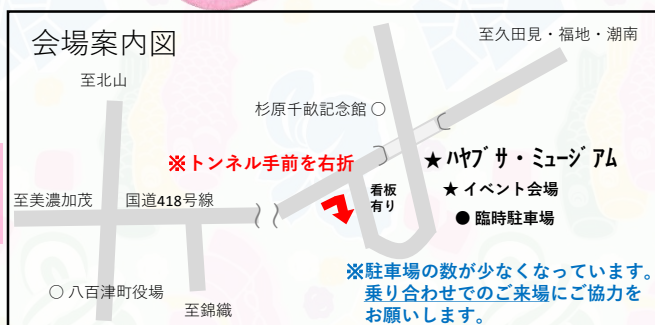 会場案内図
至久田見・福地・潮南
至北山
杉原千畝記念館 ○
※トンネル手前を右折
★ ハヤブサ・ミュージアム
至美濃加茂
国道418号線
看板
有り
★ イベント会場
● 臨時駐車場
○ 八百津町役場
至錦織
※駐車場の数が少なくなっています。
乗り合わせでのご来場にご協力を
お願いします。